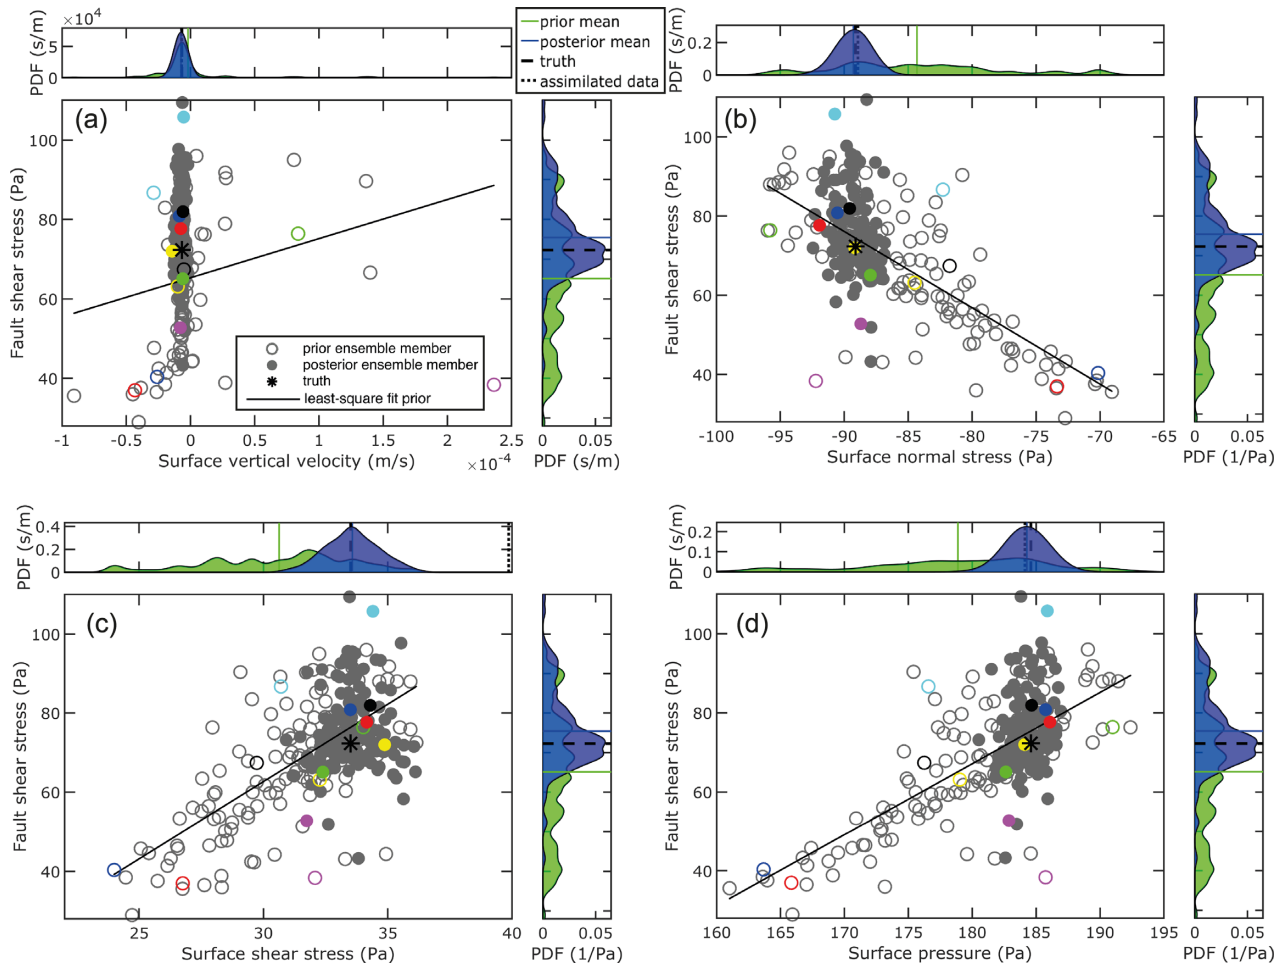 ×10⁴
PDF (s/m)
5
0
prior mean
posterior mean
truth
assimilated data
PDF (s/m)
0.2
0
(a)
Fault shear stress (Pa)
100
80
60
40
prior ensemble member
posterior ensemble member
truth
least-square fit prior
-1 -0.5 0 0.5 1 1.5 2 2.5
Surface vertical velocity (m/s)
×10⁻⁴
0 0.05
PDF (s/m)
(b)
Fault shear stress (Pa)
100
80
60
40
-100 -95 -90 -85 -80 -75 -70 -65
Surface normal stress (Pa)
0 0.05
PDF (1/Pa)
PDF (s/m)
0.4
0.2
0
(c)
Fault shear stress (Pa)
100
80
60
40
25 30 35 40
Surface shear stress (Pa)
0 0.05
PDF (1/Pa)
PDF (s/m)
0.2
0.1
0
(d)
Fault shear stress (Pa)
100
80
60
40
160 165 170 175 180 185 190 195
Surface pressure (Pa)
0 0.05
PDF (1/Pa)